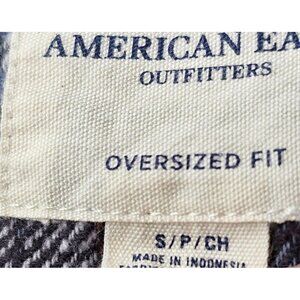 AMERICAN EA
OUTFITTERS
OVERSIZED FIT
S/P/CH
MADE IN INDONESIA